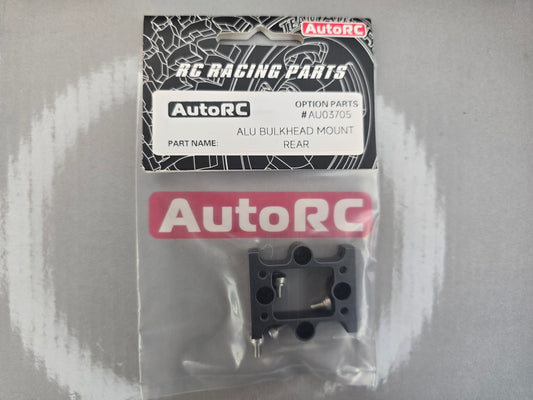 AutoRC
RC RACING PARTS
AutoRC
OPTION PARTS
#AU03705
ALU BULKHEAD MOUNT
PART NAME: REAR
AutoRC